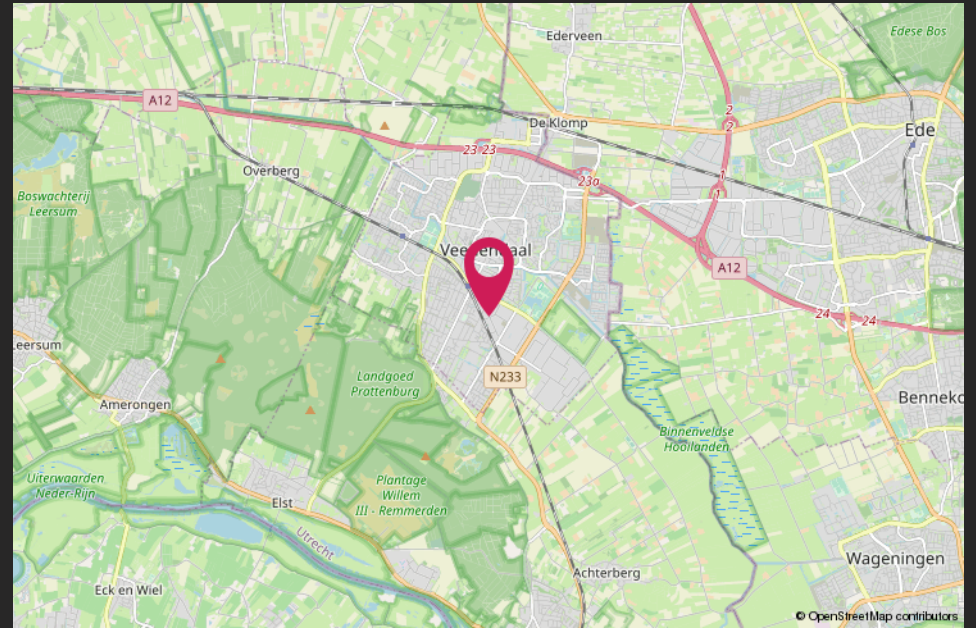 Ederveen
Edese Bos
A12
2
2
De Klomp
Ede
23 23
Overberg
1
23a
1
Boswachterij
Leersum
Veenendaal
A12
24
24
Leersum
Landgoed
Prattenburg
N233
Amerongen
Binnenveldse
Hooilanden
Uiterwaarden
Neder-Rijn
Plantage
Willem
III - Remmerden
Elst
Utrecht
Wageningen
Achterberg
Eck en Wiel
© OpenStreetMap contributors